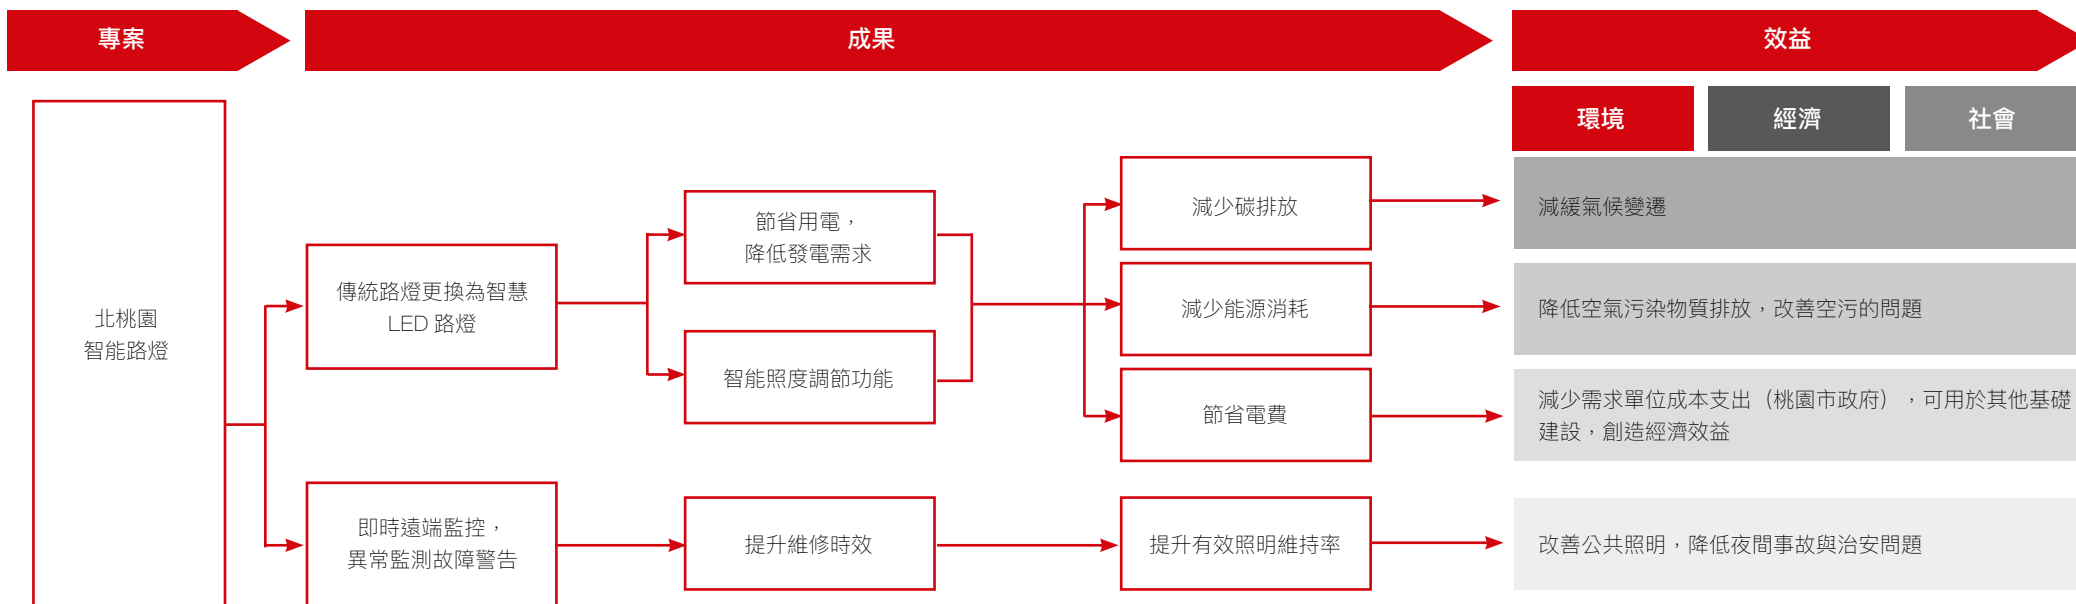 專案
成果
效益
環境
經濟
社會
北桃園
智能路燈
傳統路燈更換為智慧
LED 路燈
即時遠端監控，
異常監測故障警告
節省用電，
降低發電需求
智能照度調節功能
提升維修時效
減少碳排放
減少能源消耗
節省電費
提升有效照明維持率
減緩氣候變遷
降低空氣污染物質排放，改善空污的問題
減少需求單位成本支出（桃園市政府），可用於其他基礎
建設，創造經濟效益
改善公共照明，降低夜間事故與治安問題